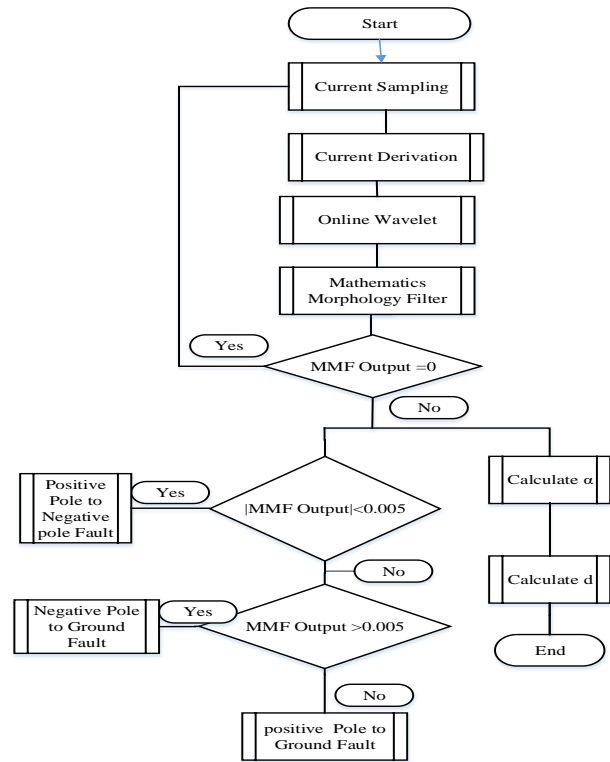 Start
Current Sampling
Current Derivation
Online Wavelet
Mathematics
Morphology Filter
Yes
MMF Output =0
No
Positive
Pole to
Negative
pole Fault
Yes
|MMF Output|<0.005
Calculate α
No
Calculate d
Negative Pole
to Ground
Fault
Yes
MMF Output >0.005
End
No
positive Pole to
Ground Fault